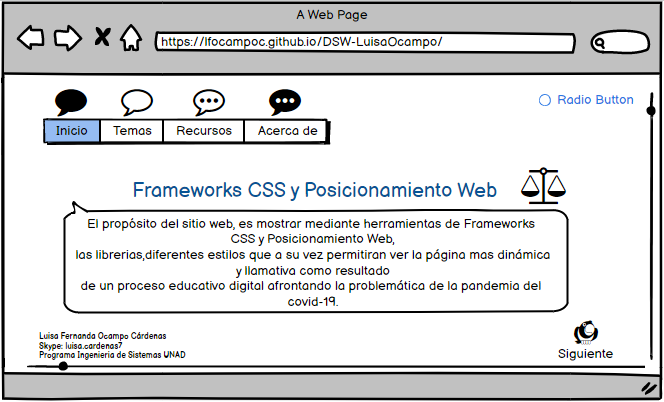 A Web Page
https://lfocampoc.github.io/DSW-LuisaOcampo/
Radio Button
Inicio Temas Recursos Acerca de
Frameworks CSS y Posicionamiento Web
El propósito del sitio web, es mostrar mediante herramientas de Frameworks
CSS y Posicionamiento Web,
las librerias,diferentes estilos que a su vez permitiran ver la página mas dinámica
y llamativa como resultado
de un proceso educativo digital afrontando la problemática de la pandemia del
covid-19.
Luisa Fernanda Ocampo Cárdenas
Skype: luisa.cardenas7
Programa Ingenieria de Sistemas UNAD
Siguiente